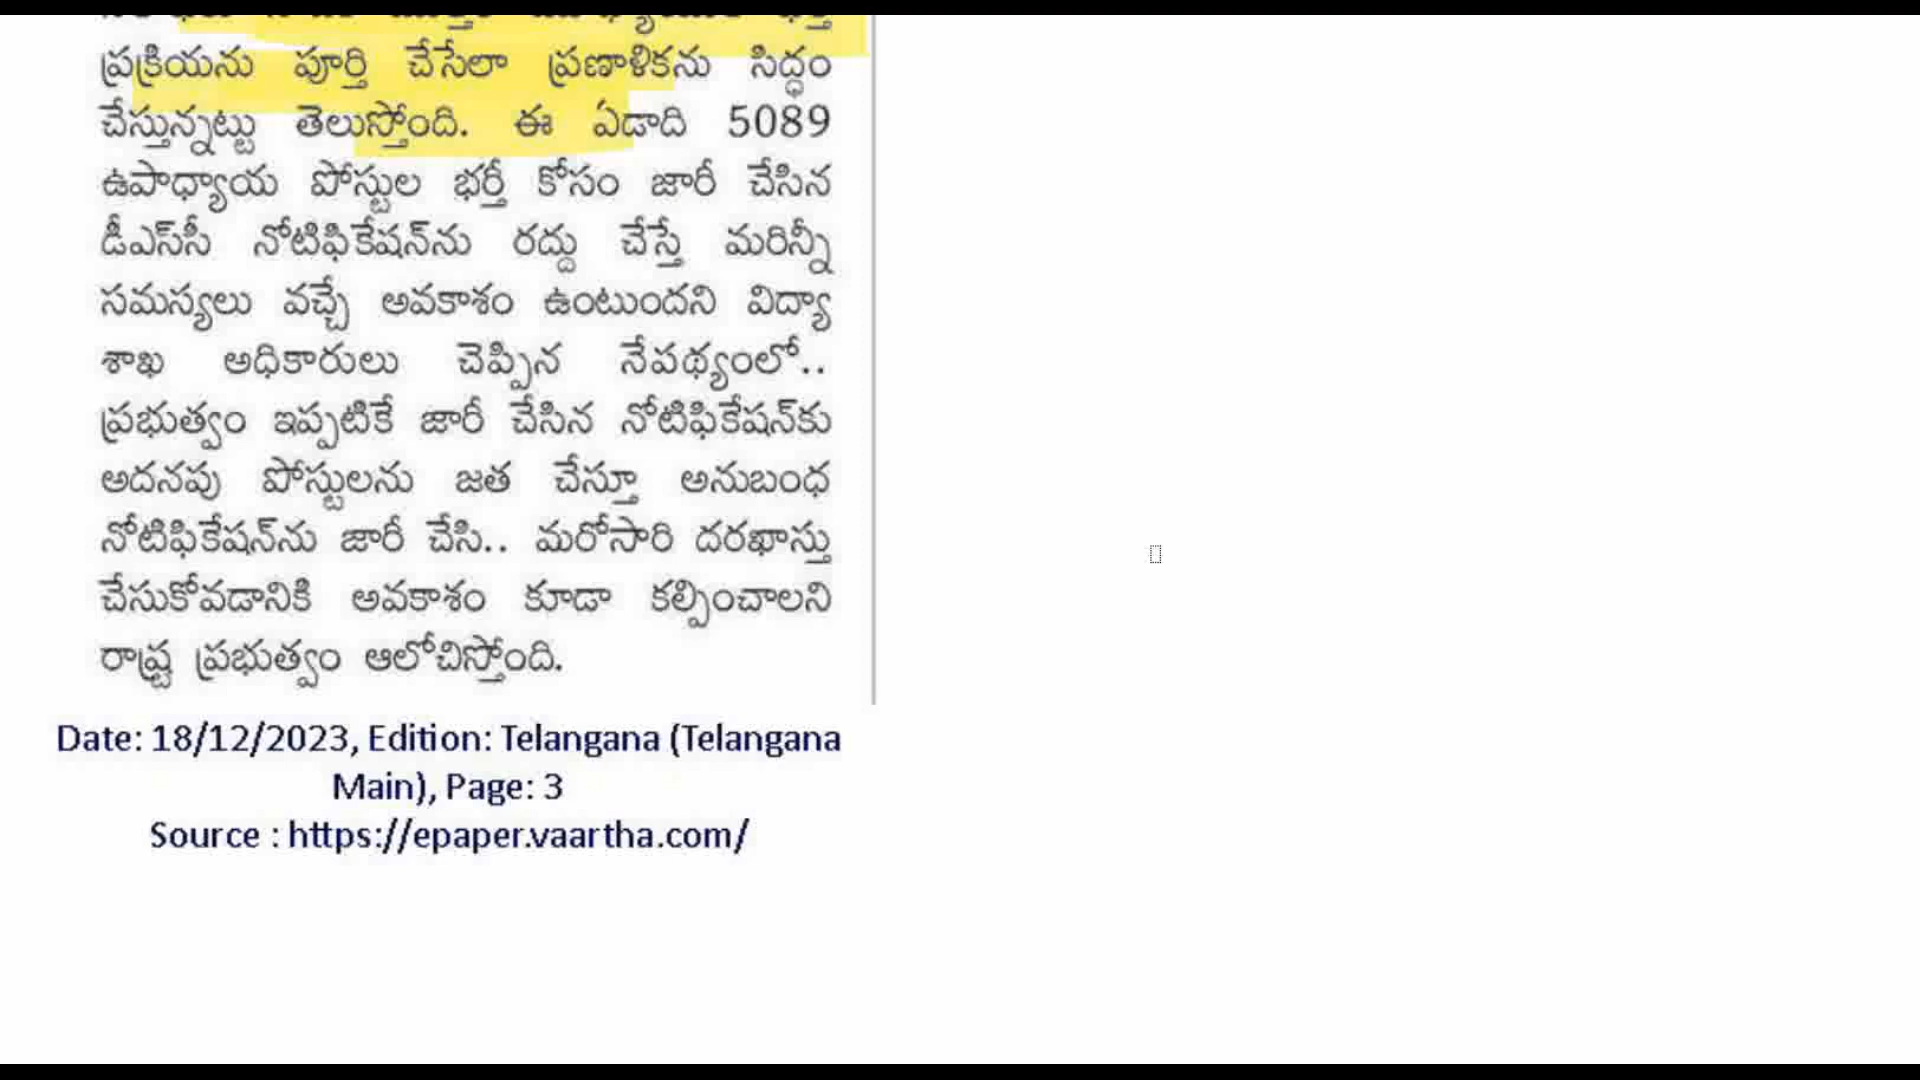 ప్రక్రియను పూర్తి చేసేలా ప్రణాళికను సిద్ధం
చేస్తున్నట్టు తెలుస్తోంది. ఈ ఏడాది 5089
ఉపాధ్యాయ పోస్టుల భర్తీ కోసం జారీ చేసిన
డీఎస్‌సీ నోటిఫికేషన్‌ను రద్దు చేస్తే మరిన్నీ
సమస్యలు వచ్చే అవకాశం ఉంటుందని విద్యా
శాఖ అధికారులు చెప్పిన నేపథ్యంలో..
ప్రభుత్వం ఇప్పటికే జారీ చేసిన నోటిఫికేషన్‌కు
అదనపు పోస్టులను జత చేస్తూ అనుబంధ
నోటిఫికేషన్‌ను జారీ చేసి.. మరోసారి దరఖాస్తు
చేసుకోవడానికి అవకాశం కూడా కల్పించాలని
రాష్ట్ర ప్రభుత్వం ఆలోచిస్తోంది.
Date: 18/12/2023, Edition: Telangana (Telangana
Main), Page: 3
Source : https://epaper.vaartha.com/